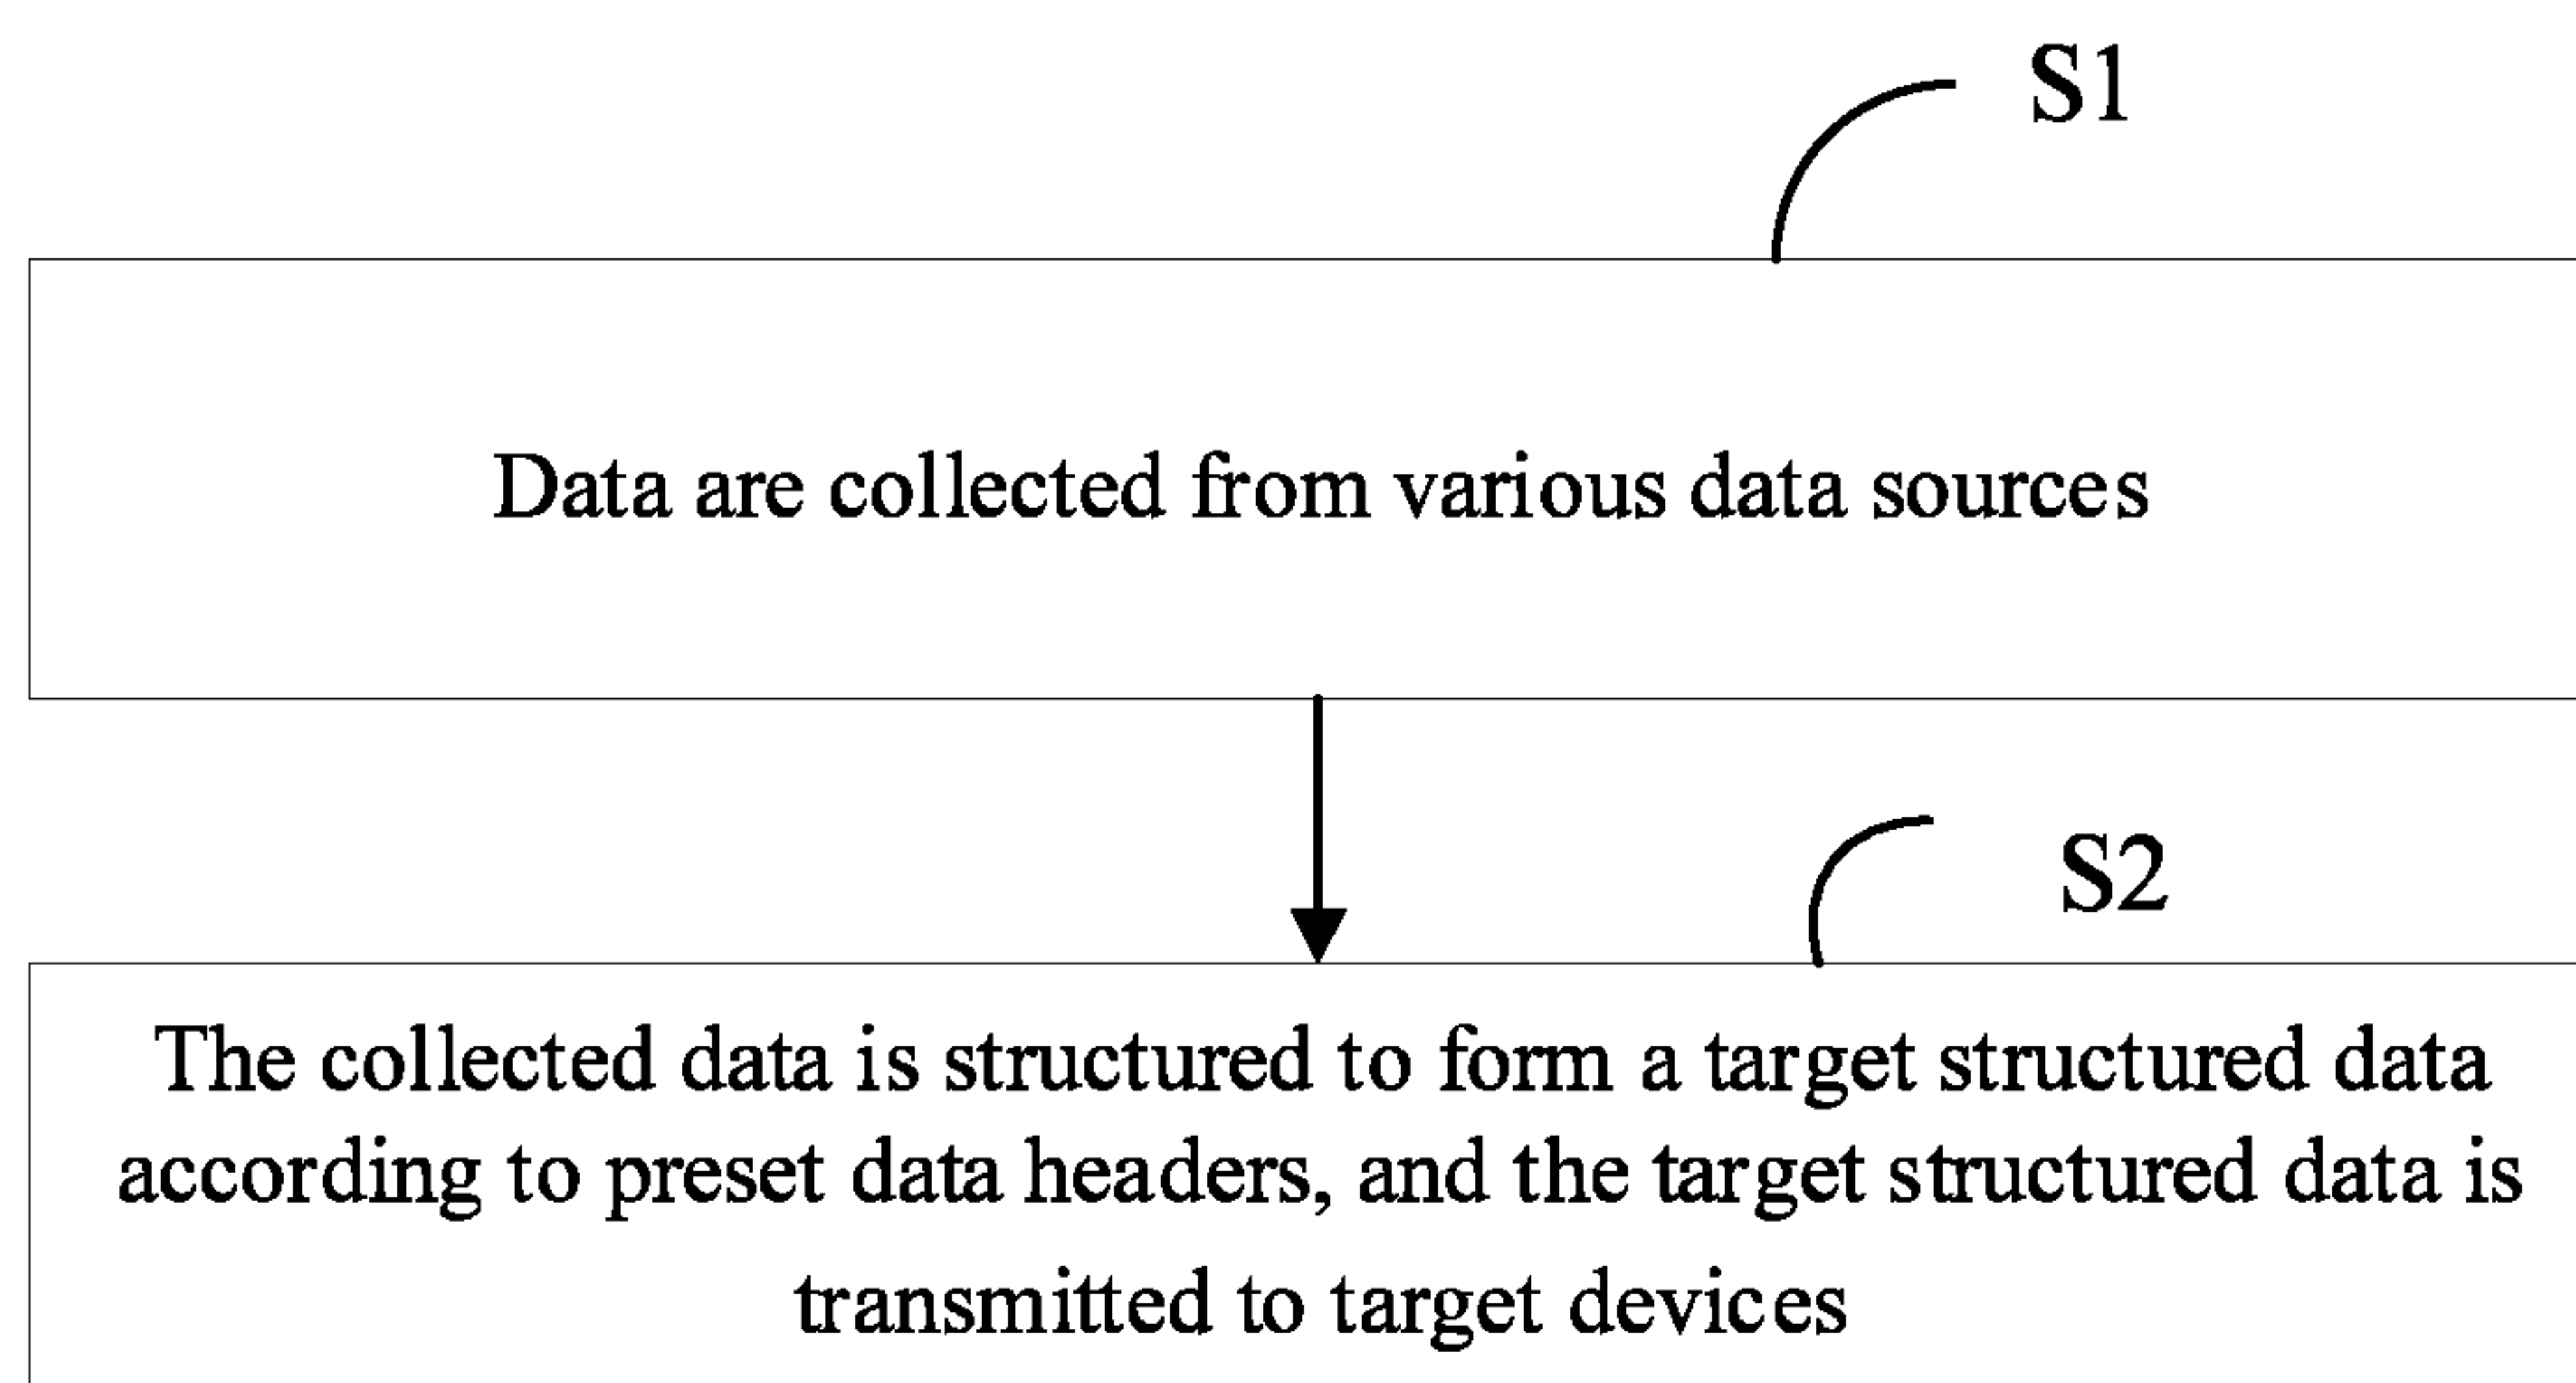 S1
Data are collected from various data sources
S2
The collected data is structured to form a target structured data
according to preset data headers, and the target structured data is
transmitted to target devices